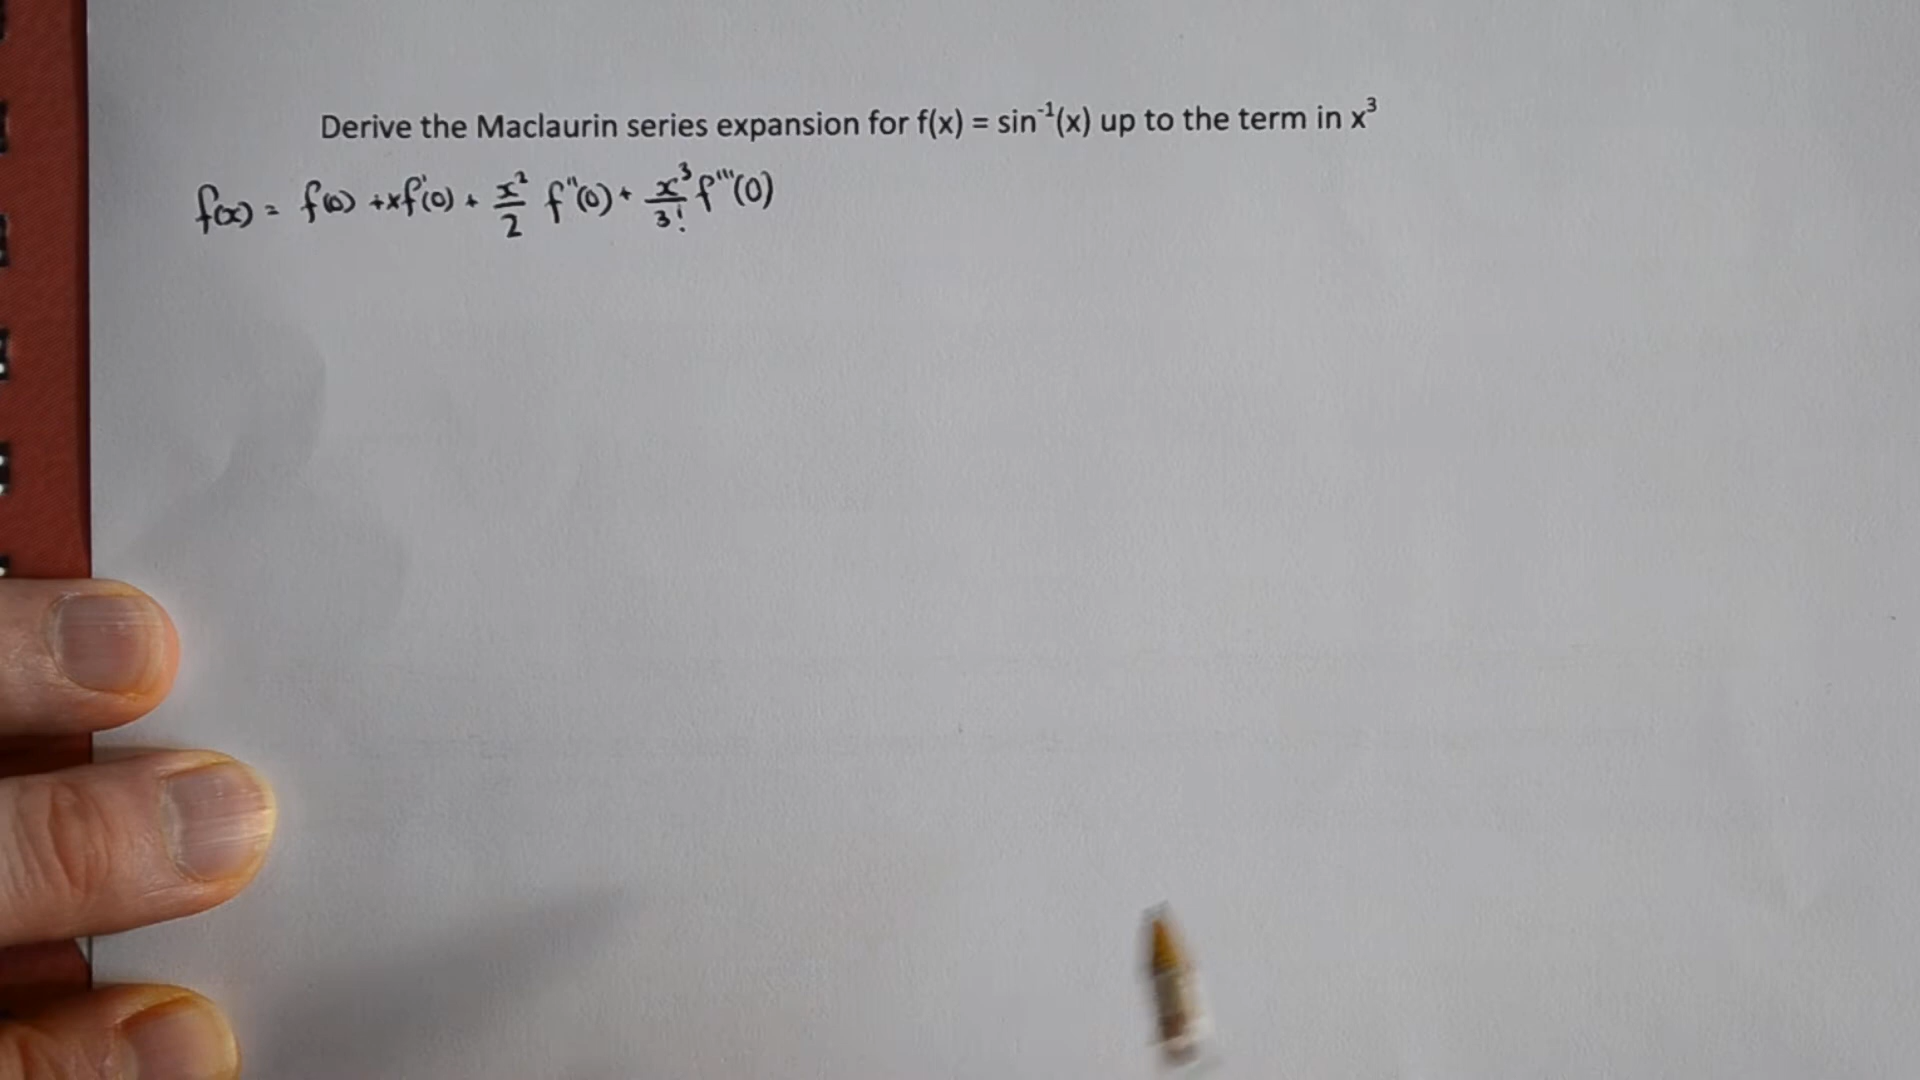 Derive the Maclaurin series expansion for f(x) = sin⁻¹(x) up to the term in x³
f(x) = f(0) + xf'(0) + x²/2 f''(0) + x³/3! f'''(0)